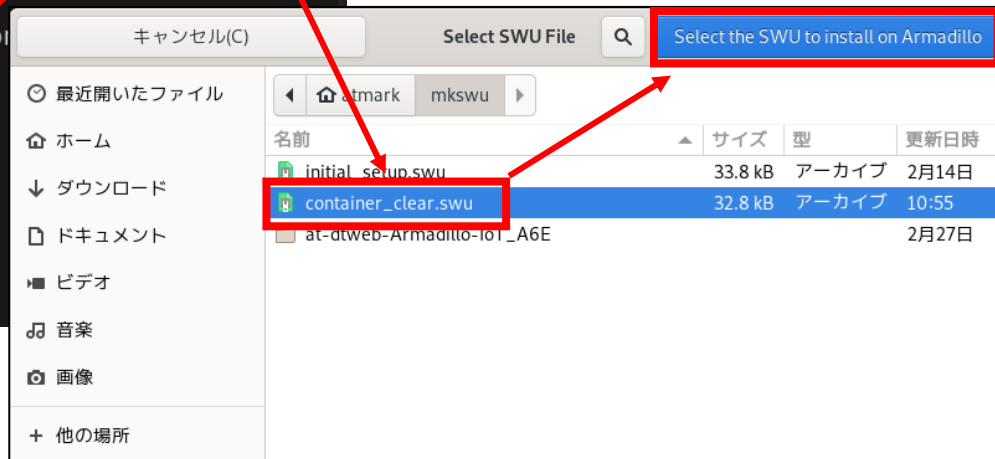 キャンセル(C) Select SWU File Select the SWU to install on Armadillo
最近開いたファイル
ホーム
ダウンロード
ドキュメント
ビデオ
音楽
画像
他の場所
atmark mkswu
名前 サイズ 型 更新日時
initial_setup.swu 33.8 kB アーカイブ 2月14日
container_clear.swu 32.8 kB アーカイブ 10:55
at-dtweb-Armadillo-IoT_A6E 2月27日